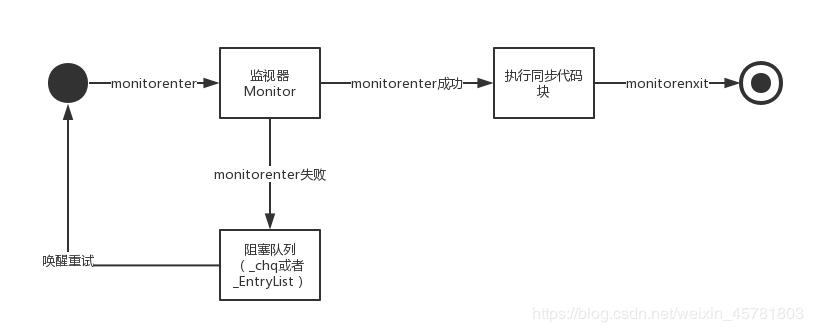 monitorenter
监视器
Monitor
monitorenter成功
执行同步代码
块
monitorenxit
monitorenter失败
阻塞队列
（_chq或者
_EntryList）
唤醒重试
https://blog.csdn.net/weixin_45781803